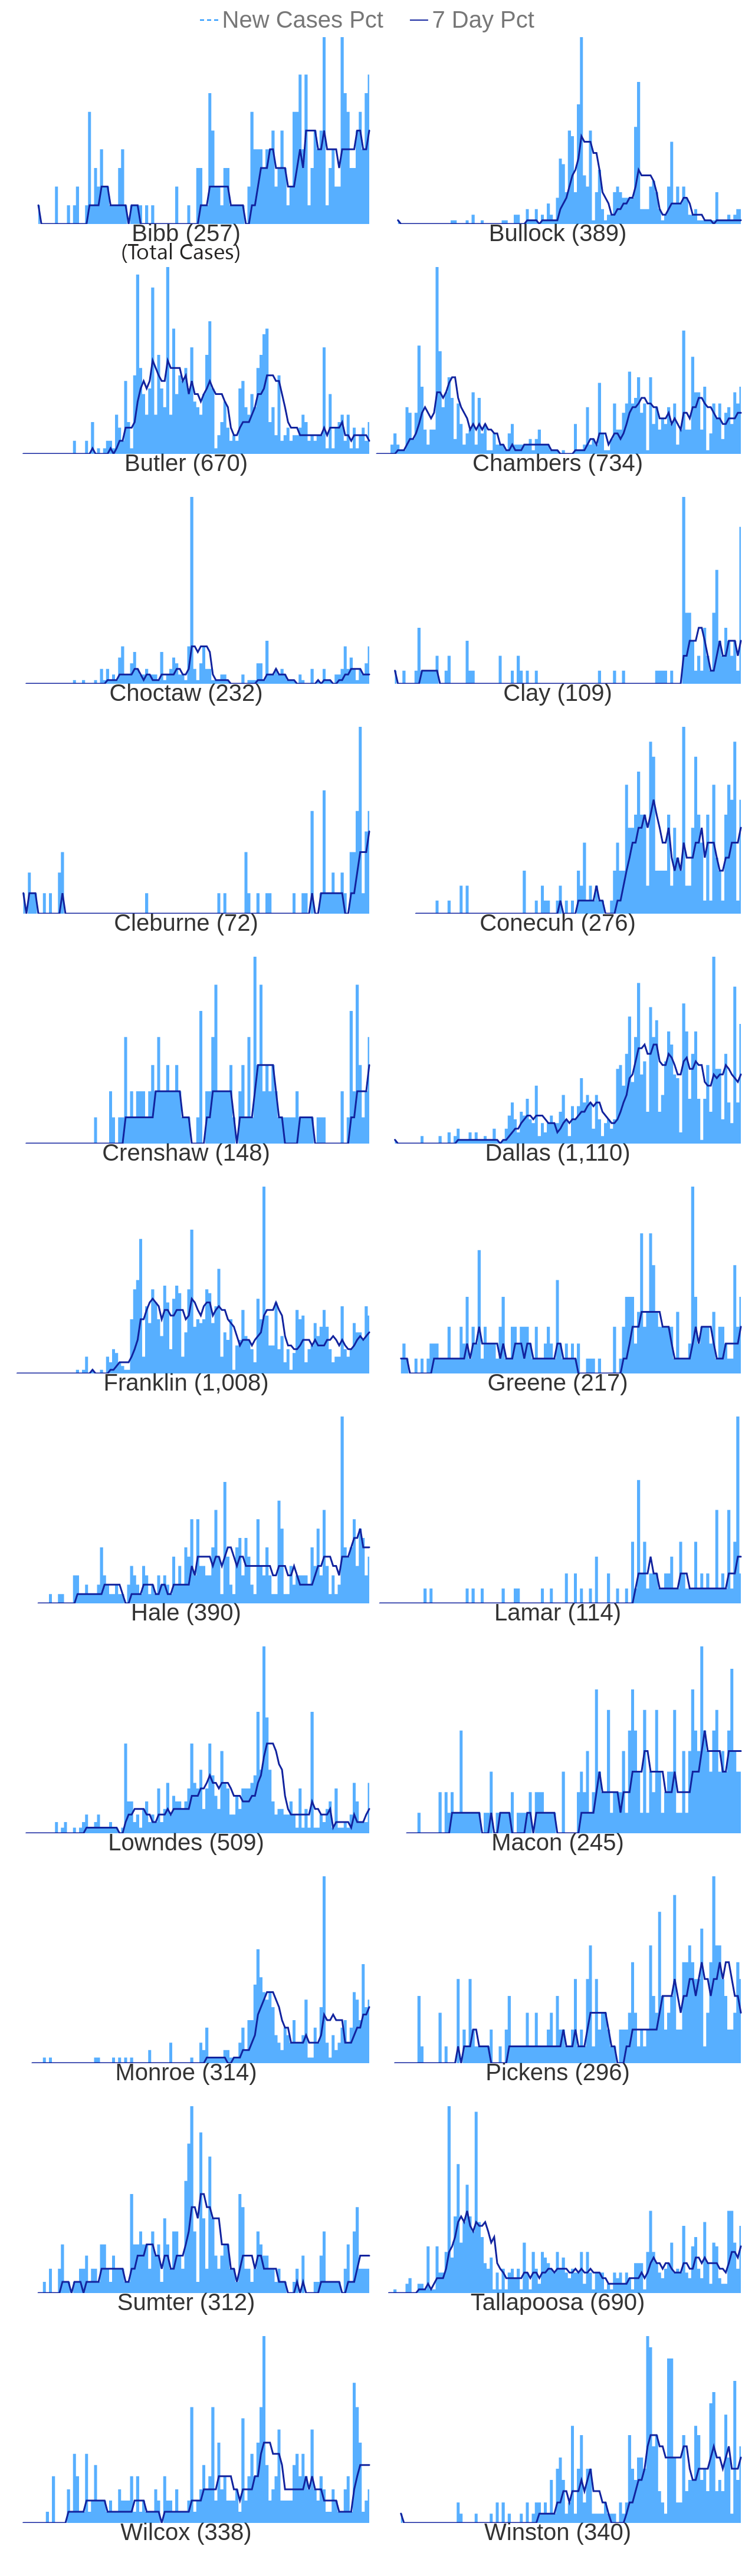 New Cases Pct 7 Day Pct
Bibb (257) Bullock (389)
(Total Cases)
Butler (670) Chambers (734)
Choctaw (232) Clay (109)
Cleburne (72) Conecuh (276)
Crenshaw (148) Dallas (1,110)
Franklin (1,008) Greene (217)
Hale (390) Lamar (114)
Lowndes (509) Macon (245)
Monroe (314) Pickens (296)
Sumter (312) Tallapoosa (690)
Wilcox (338) Winston (340)